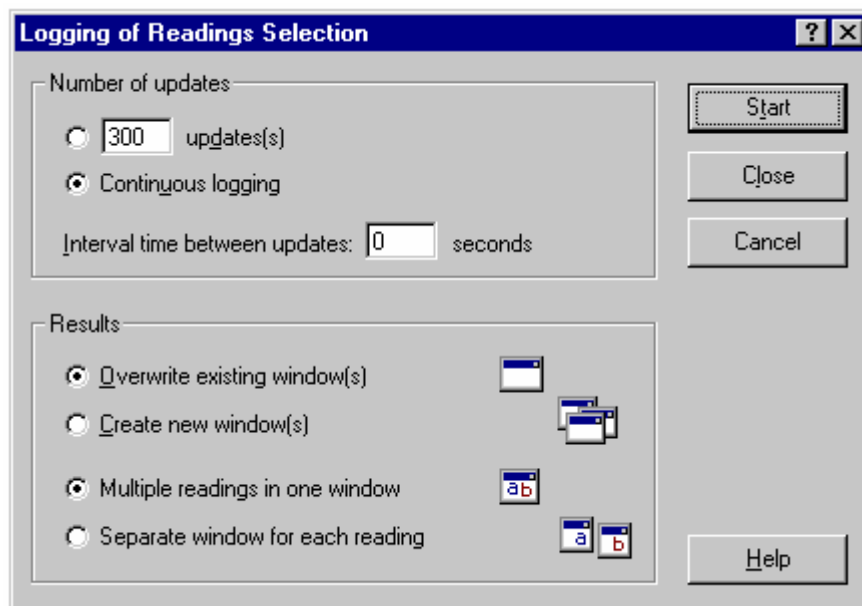 Logging of Readings Selection
Number of updates
300 updates(s)
Continuous logging
Interval time between updates: 0 seconds
Start
Close
Cancel
Results
Overwrite existing window(s)
Create new window(s)
Multiple readings in one window
ab
Separate window for each reading
a b
Help